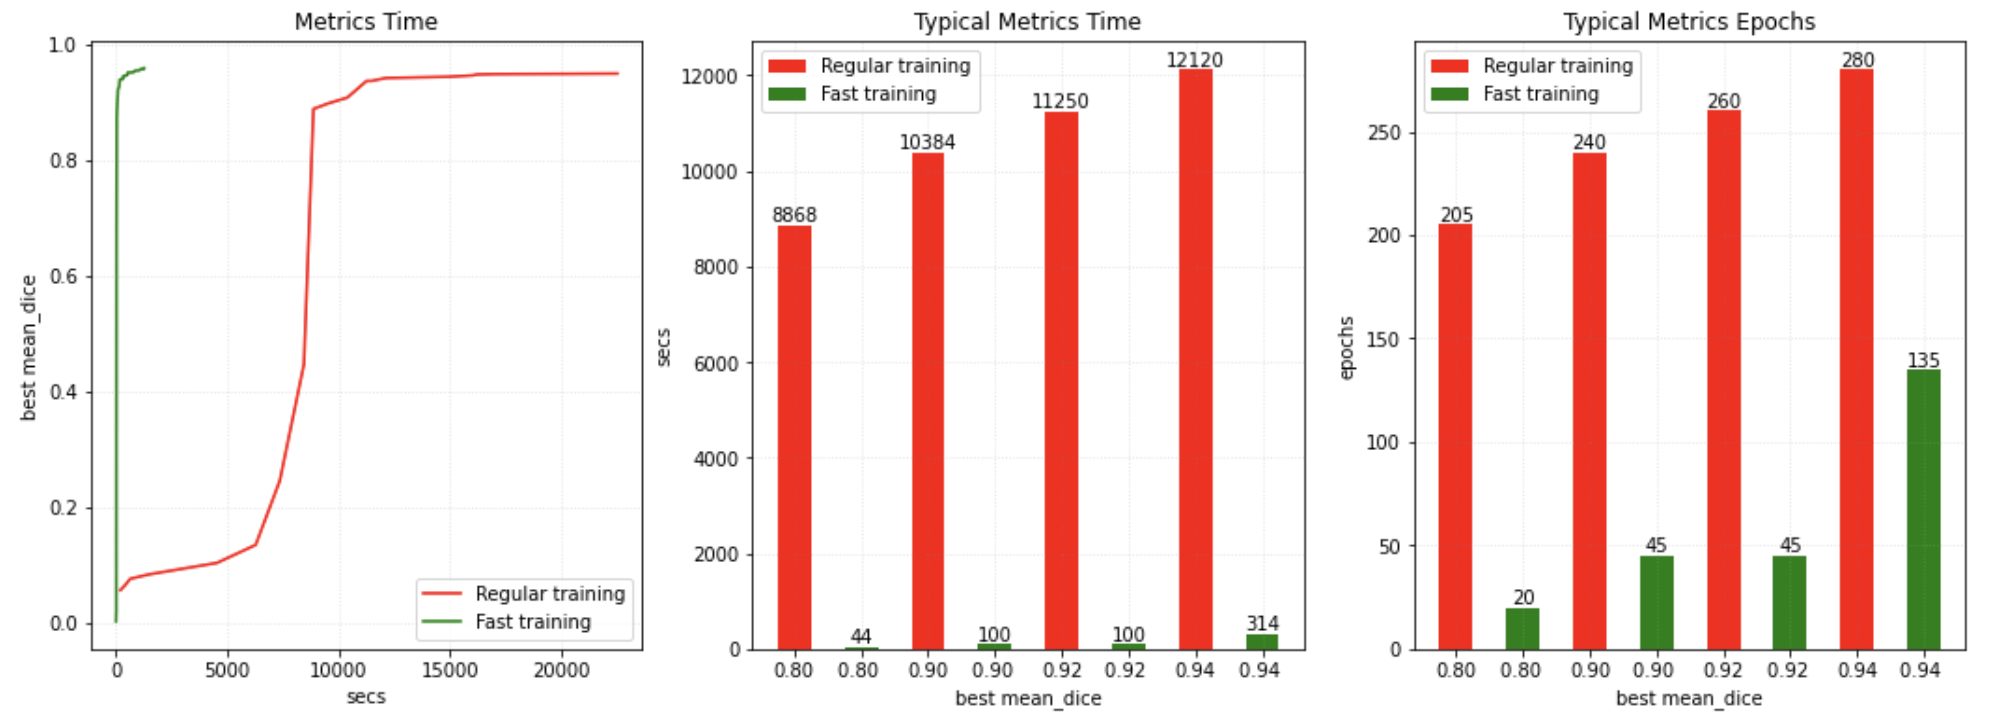 Metrics Time
1.0
0.8
0.6
0.4
0.2
0.0
best mean_dice
Regular training
Fast training
0 5000 10000 15000 20000
secs
Typical Metrics Time
12000
10000
8000
6000
4000
2000
0
secs
Regular training
Fast training
8868 44 10384 100 11250 100 12120 314
0.80 0.80 0.90 0.90 0.92 0.92 0.94 0.94
best mean_dice
Typical Metrics Epochs
250
200
150
100
50
0
epochs
Regular training
Fast training
205 20 240 45 260 45 280 135
0.80 0.80 0.90 0.90 0.92 0.92 0.94 0.94
best mean_dice